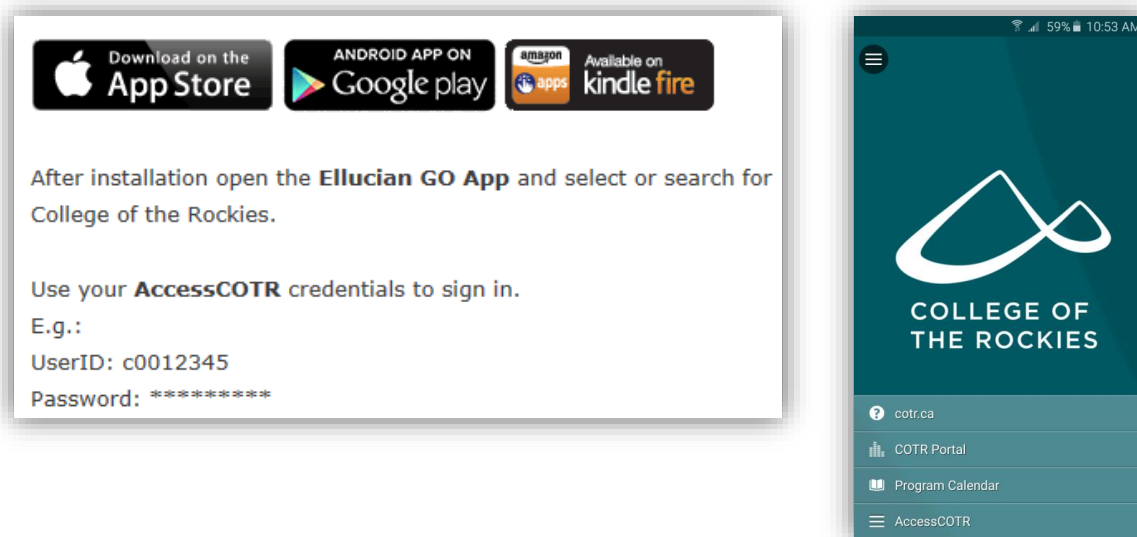 Download on the
App Store
ANDROID APP ON
Google play
amazon
apps
Available on
kindle fire
After installation open the Ellucian GO App and select or search for
College of the Rockies.
Use your AccessCOTR credentials to sign in.
E.g.:
UserID: c0012345
Password: *********
59% 10:53 AM
COLLEGE OF
THE ROCKIES
cotr.ca
COTR Portal
Program Calendar
AccessCOTR